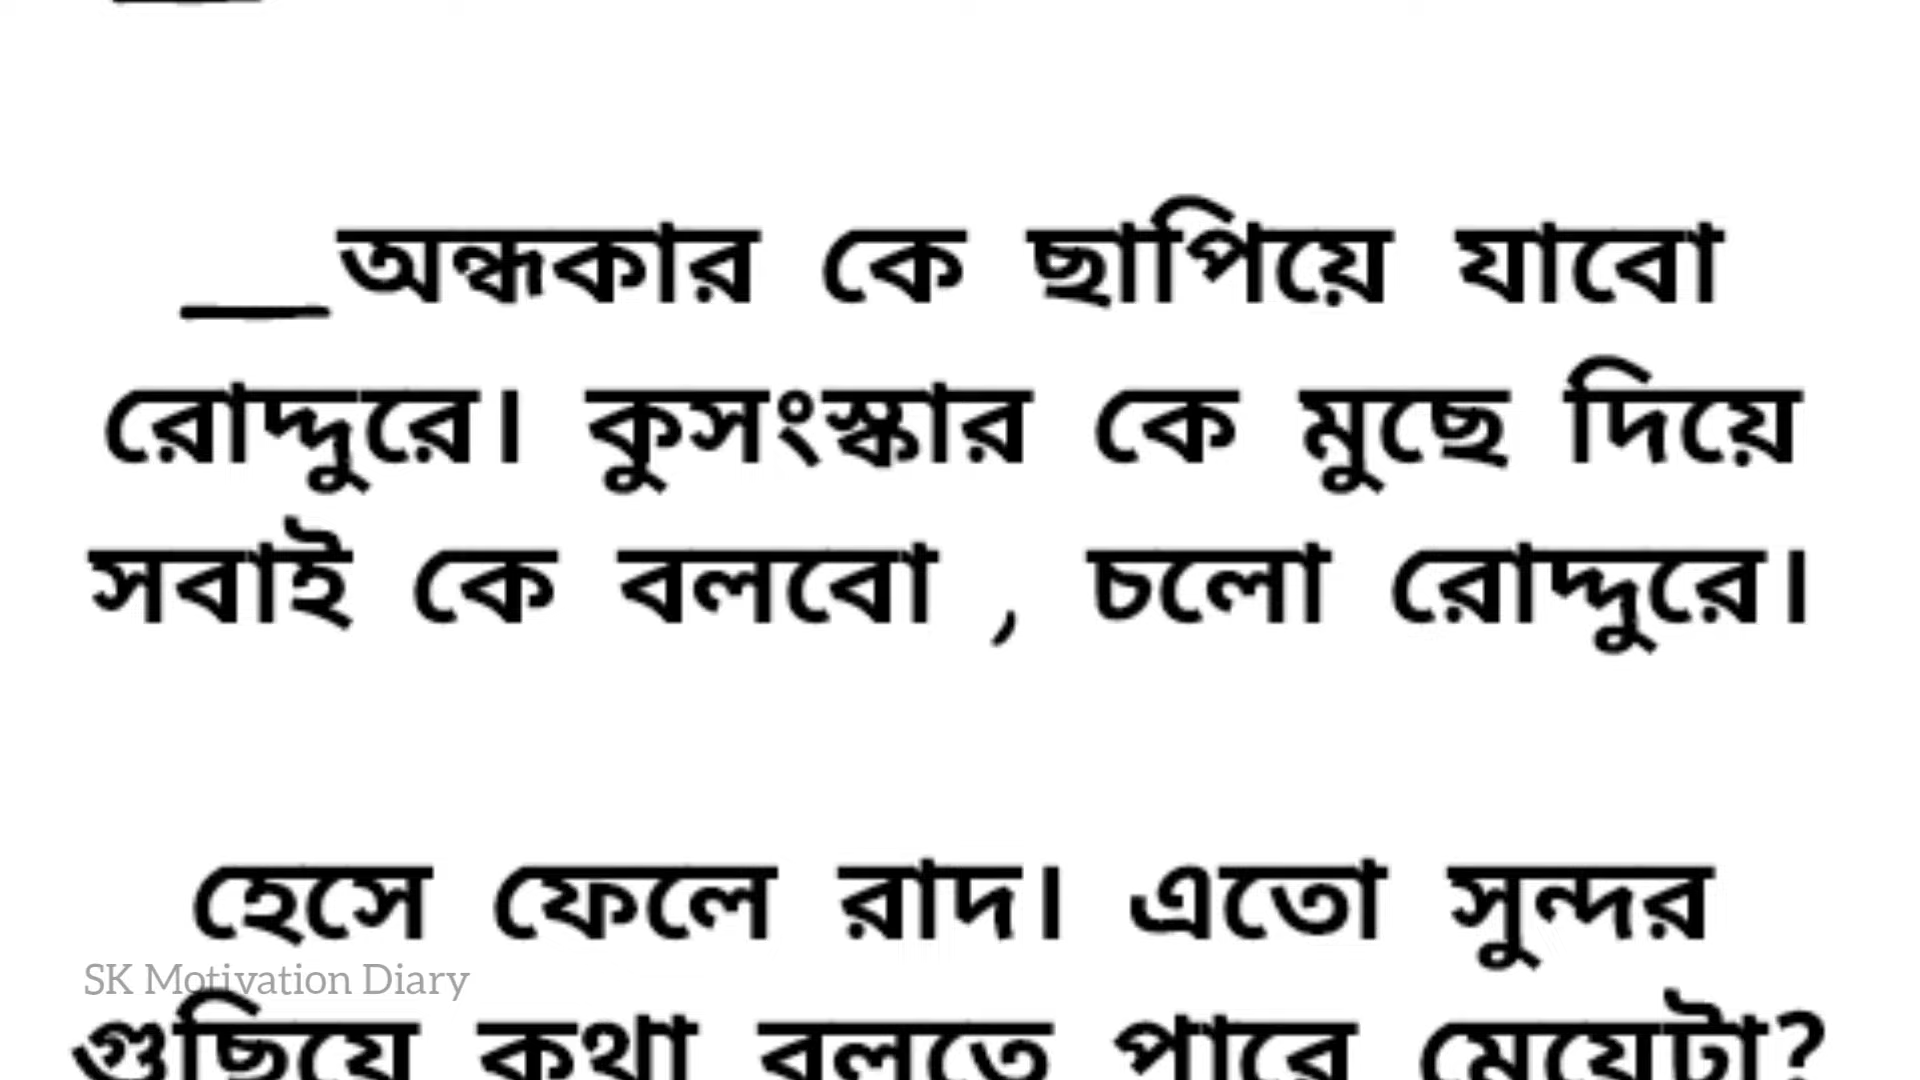 __অন্ধকার কে ছাপিয়ে যাবো
রোদ্দুরে। কুসংস্কার কে মুছে দিয়ে
সবাই কে বলবো , চলো রোদ্দুরে।
হেসে ফেলে রাদ। এতো সুন্দর
SK Motivation Diary
গুছিয়ে কথা বলতে পারে মেয়েটা?